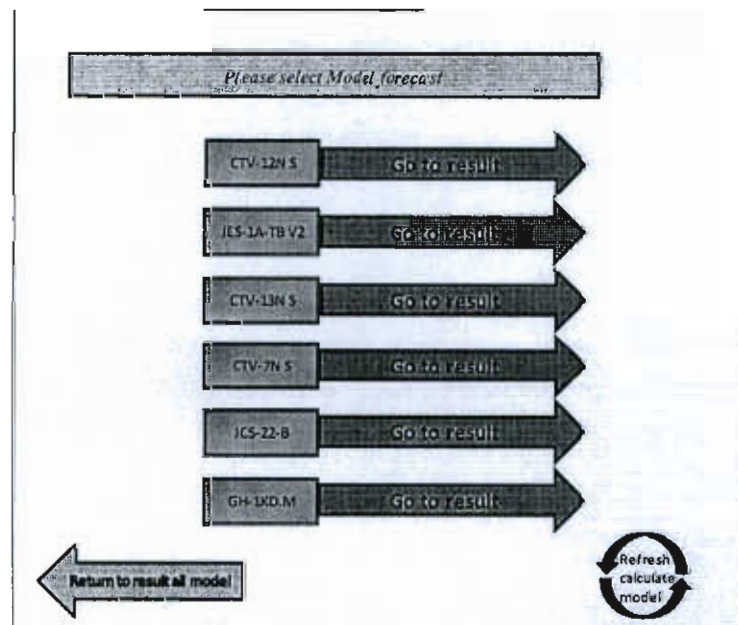 Please select Model forecast
CTV-12N S Go to result
JES-1A-TB V2 Go to result
CTV-13N S Go to result
CTV-7N S Go to result
JCS-22-B Go to result
GH-1KD.M Go to result
Return to result all model
Refresh
calculate
model